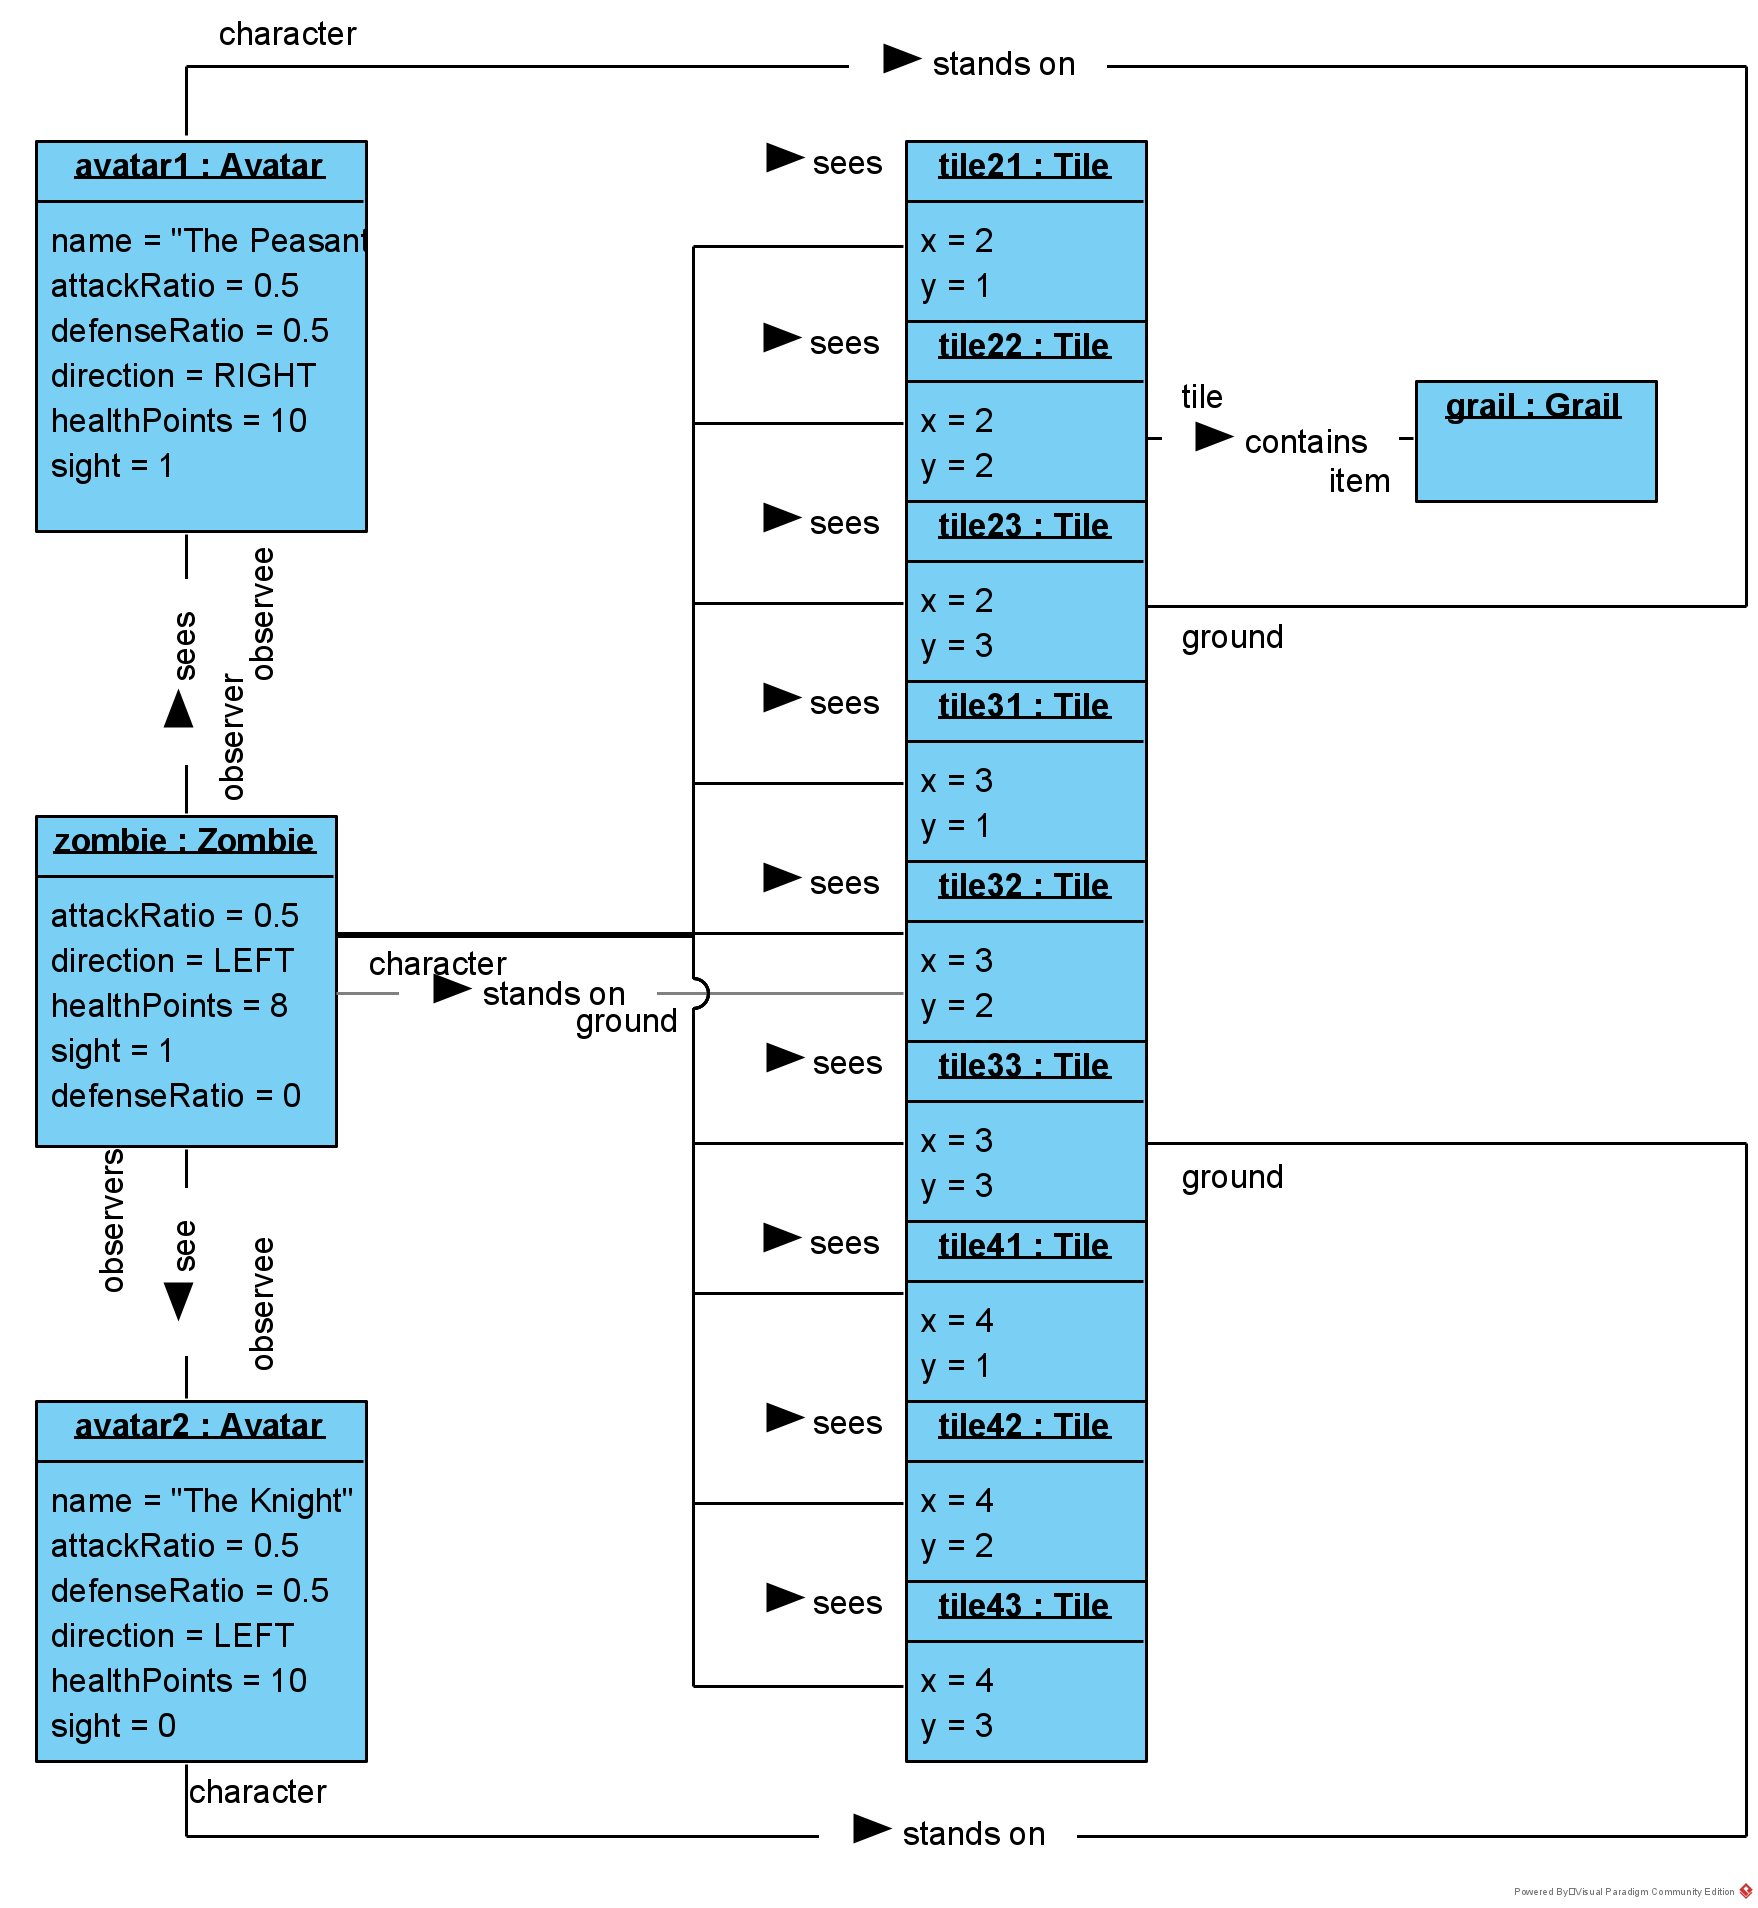 character
stands on
avatar1 : Avatar
name = "The Peasant
attackRatio = 0.5
defenseRatio = 0.5
direction = RIGHT
healthPoints = 10
sight = 1
sees
observer
observee
zombie : Zombie
attackRatio = 0.5
direction = LEFT
healthPoints = 8
sight = 1
defenseRatio = 0
character
stands on
ground
observers
see
observee
avatar2 : Avatar
name = "The Knight"
attackRatio = 0.5
defenseRatio = 0.5
direction = LEFT
healthPoints = 10
sight = 0
character
stands on
sees
tile21 : Tile
x = 2
y = 1
sees
tile22 : Tile
x = 2
y = 2
tile
contains
item
grail : Grail
sees
tile23 : Tile
x = 2
y = 3
ground
sees
tile31 : Tile
x = 3
y = 1
sees
tile32 : Tile
x = 3
y = 2
sees
tile33 : Tile
x = 3
y = 3
ground
sees
tile41 : Tile
x = 4
y = 1
sees
tile42 : Tile
x = 4
y = 2
sees
tile43 : Tile
x = 4
y = 3
Powered By Visual Paradigm Community Edition